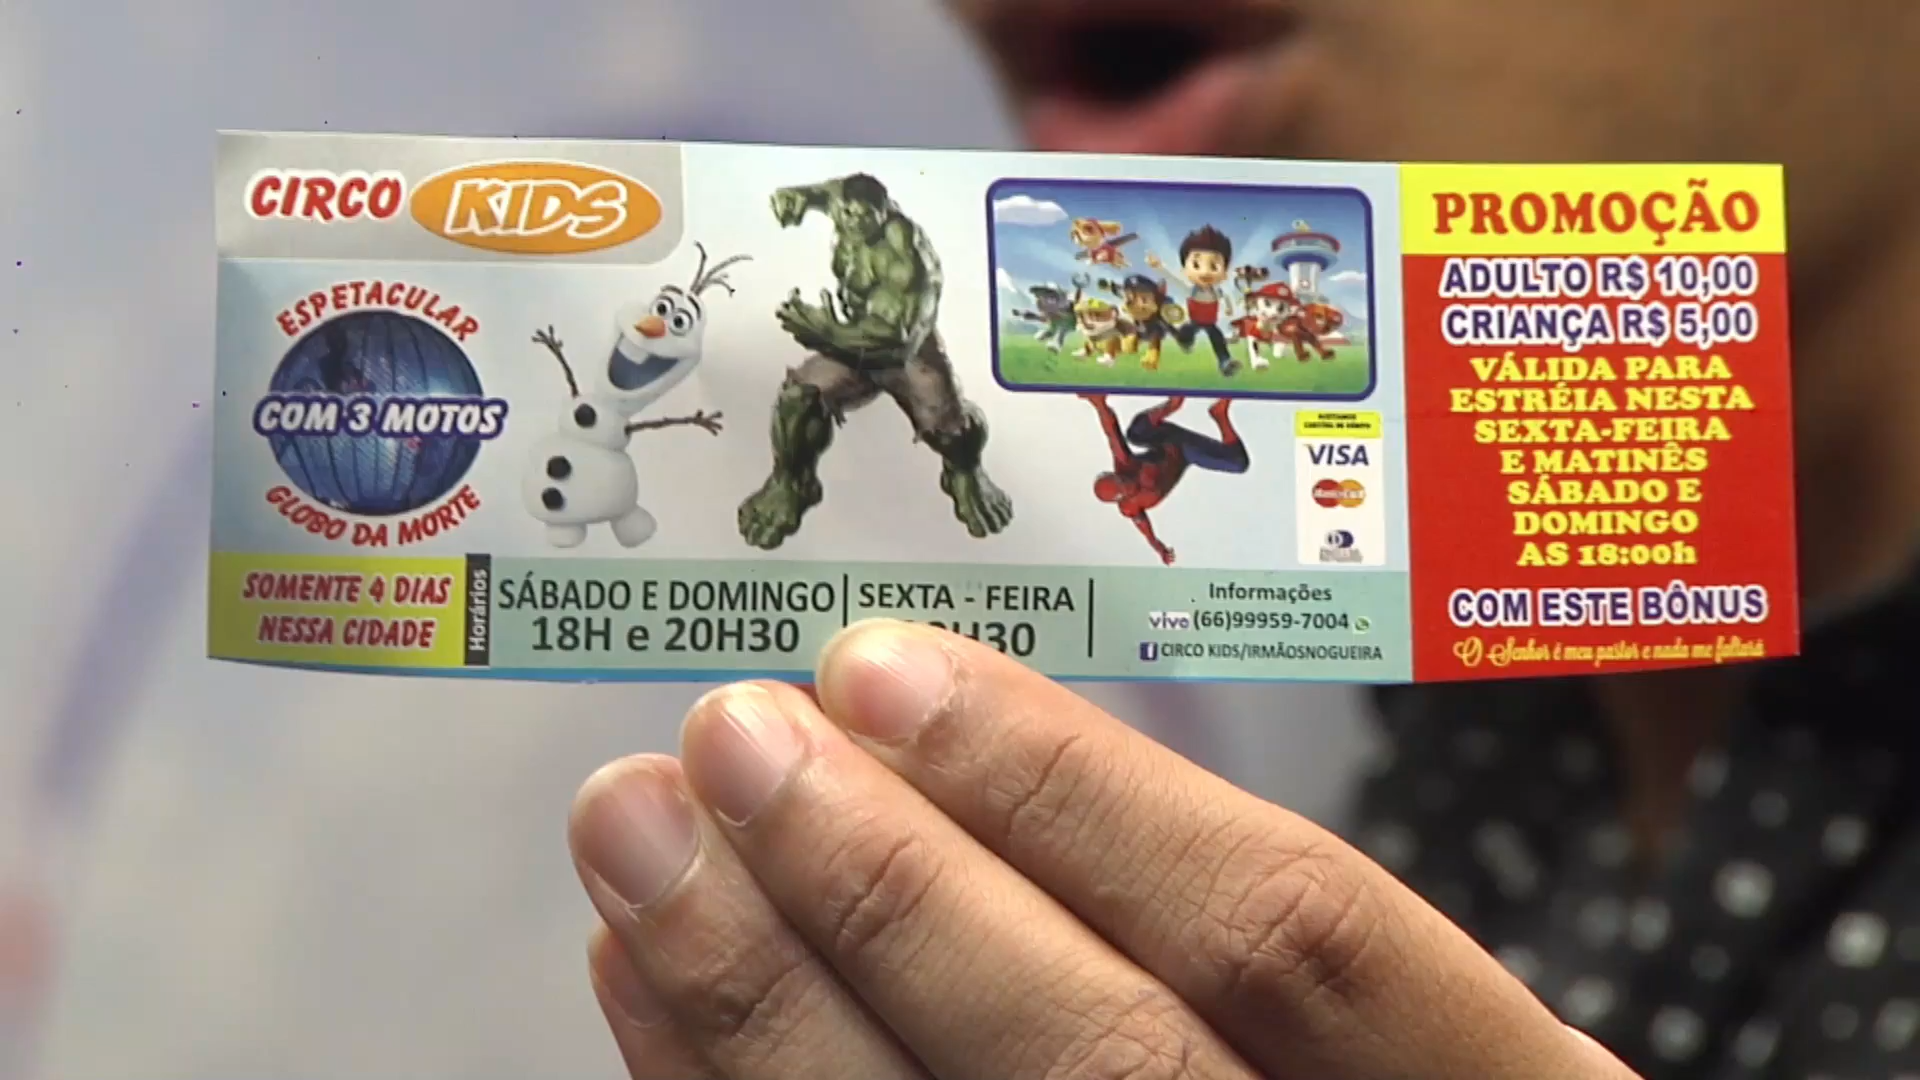 CIRCO KIDS
ESPETACULAR
COM 3 MOTOS
GLOBO DA MORTE
SOMENTE 4 DIAS
NESSA CIDADE
Horários
SÁBADO E DOMINGO
18H e 20H30
SEXTA - FEIRA
VISA
Informações
vivo (66)99959-7004
f CIRCO KIDS/IRMÃOSNOGUEIRA
PROMOÇÃO
ADULTO R$ 10,00
CRIANÇA R$ 5,00
VÁLIDA PARA
ESTRÉIA NESTA
SEXTA-FEIRA
E MATINÊS
SÁBADO E
DOMINGO
AS 18:00h
COM ESTE BÔNUS
O Senhor é meu pastor e nada me faltará